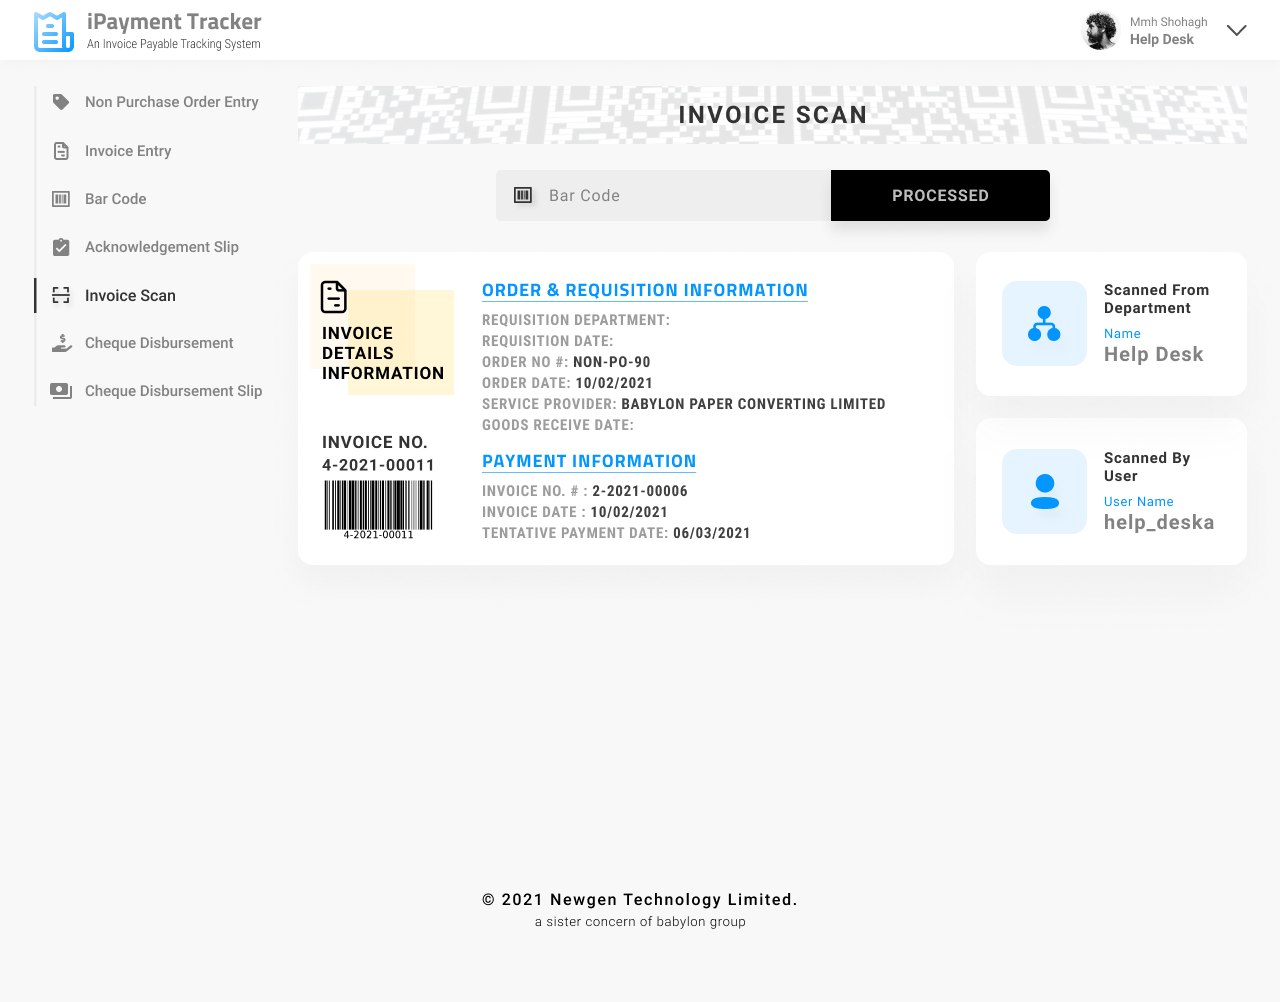 iPayment Tracker
An Invoice Payable Tracking System
Mmh Shohagh
Help Desk
Non Purchase Order Entry
Invoice Entry
Bar Code
Acknowledgement Slip
Invoice Scan
Cheque Disbursement
Cheque Disbursement Slip
INVOICE SCAN
Bar Code
PROCESSED
INVOICE
DETAILS
INFORMATION
INVOICE NO.
4-2021-00011
4-2021-00011
ORDER & REQUISITION INFORMATION
REQUISITION DEPARTMENT:
REQUISITION DATE:
ORDER NO #: NON-PO-90
ORDER DATE: 10/02/2021
SERVICE PROVIDER: BABYLON PAPER CONVERTING LIMITED
GOODS RECEIVE DATE:
PAYMENT INFORMATION
INVOICE NO. # : 2-2021-00006
INVOICE DATE : 10/02/2021
TENTATIVE PAYMENT DATE: 06/03/2021
Scanned From
Department
Name
Help Desk
Scanned By
User
User Name
help_deska
© 2021 Newgen Technology Limited.
a sister concern of babylon group